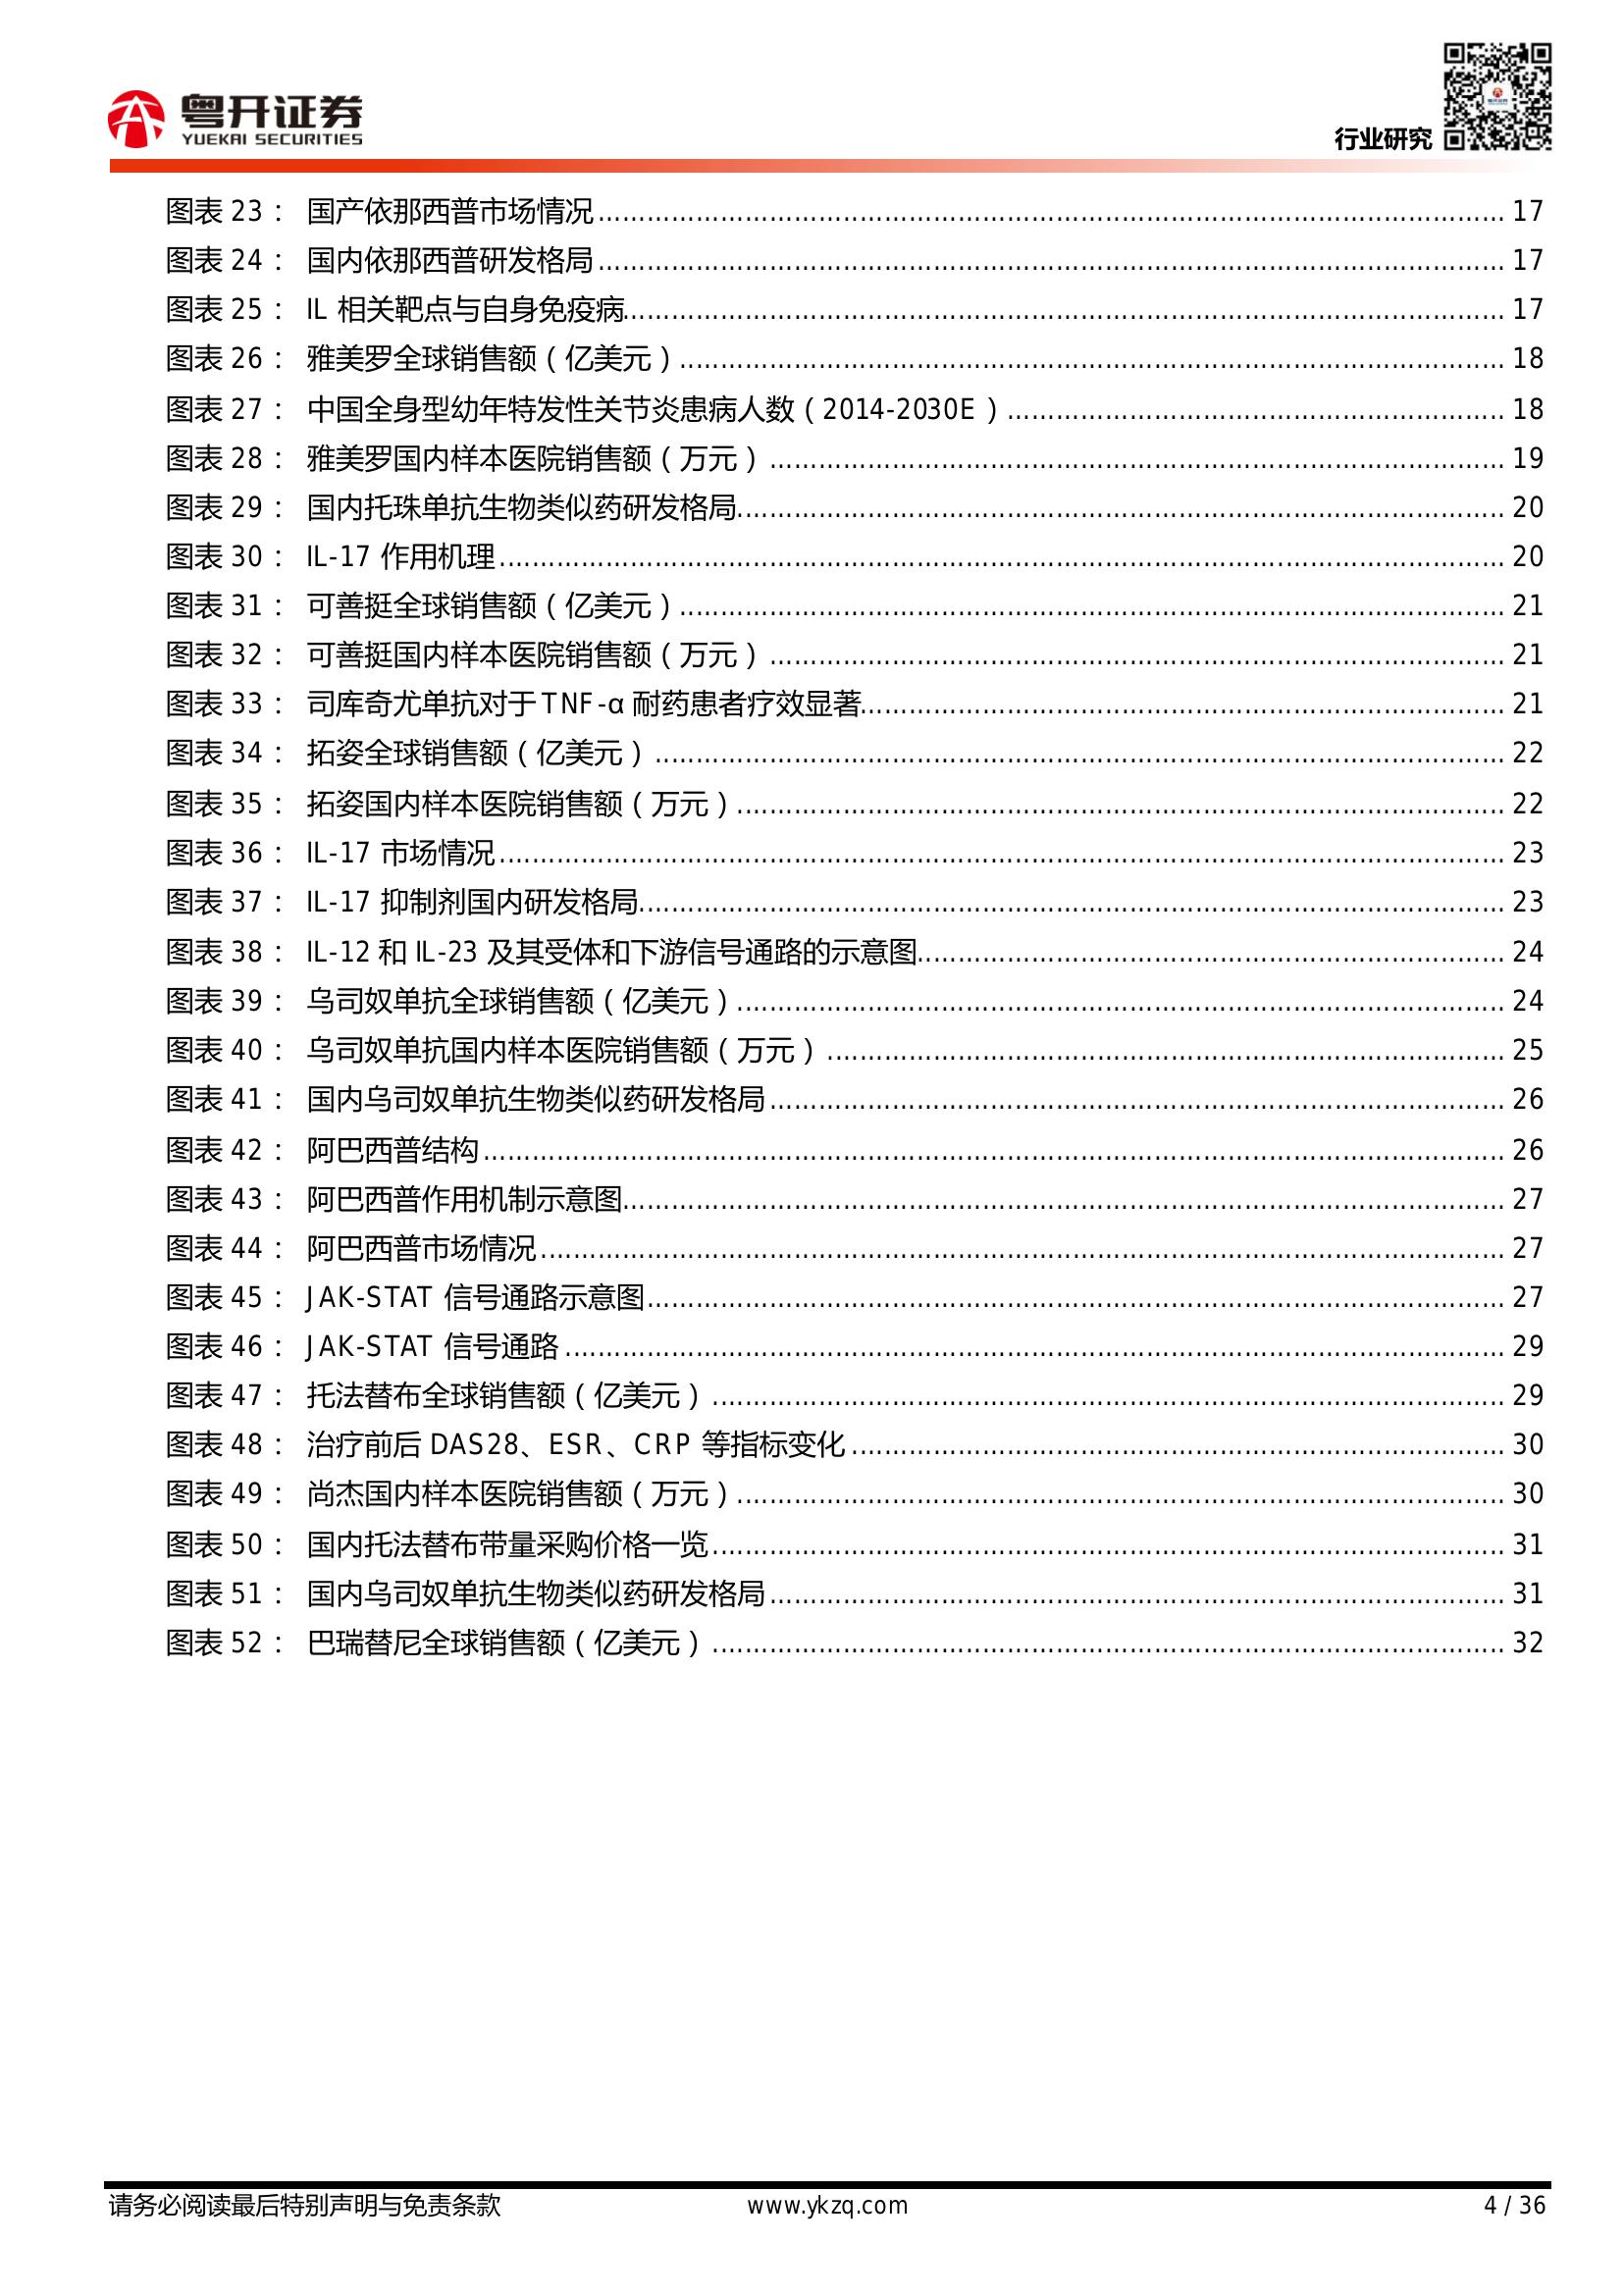 粤开证券
YUEKAI SECURITIES
行业研究
图表 23： 国产依那西普市场情况 17
图表 24： 国内依那西普研发格局 17
图表 25： IL 相关靶点与自身免疫病 17
图表 26： 雅美罗全球销售额（亿美元） 18
图表 27： 中国全身型幼年特发性关节炎患病人数（2014-2030E） 18
图表 28： 雅美罗国内样本医院销售额（万元） 19
图表 29： 国内托珠单抗生物类似药研发格局 20
图表 30： IL-17 作用机理 20
图表 31： 可善挺全球销售额（亿美元） 21
图表 32： 可善挺国内样本医院销售额（万元） 21
图表 33： 司库奇尤单抗对于 TNF-α 耐药患者疗效显著 21
图表 34： 拓姿全球销售额（亿美元） 22
图表 35： 拓姿国内样本医院销售额（万元） 22
图表 36： IL-17 市场情况 23
图表 37： IL-17 抑制剂国内研发格局 23
图表 38： IL-12 和 IL-23 及其受体和下游信号通路的示意图 24
图表 39： 乌司奴单抗全球销售额（亿美元） 24
图表 40： 乌司奴单抗国内样本医院销售额（万元） 25
图表 41： 国内乌司奴单抗生物类似药研发格局 26
图表 42： 阿巴西普结构 26
图表 43： 阿巴西普作用机制示意图 27
图表 44： 阿巴西普市场情况 27
图表 45： JAK-STAT 信号通路示意图 27
图表 46： JAK-STAT 信号通路 29
图表 47： 托法替布全球销售额（亿美元） 29
图表 48： 治疗前后 DAS28、ESR、CRP 等指标变化 30
图表 49： 尚杰国内样本医院销售额（万元） 30
图表 50： 国内托法替布带量采购价格一览 31
图表 51： 国内乌司奴单抗生物类似药研发格局 31
图表 52： 巴瑞替尼全球销售额（亿美元） 32
请务必阅读最后特别声明与免责条款 www.ykzq.com 4 / 36